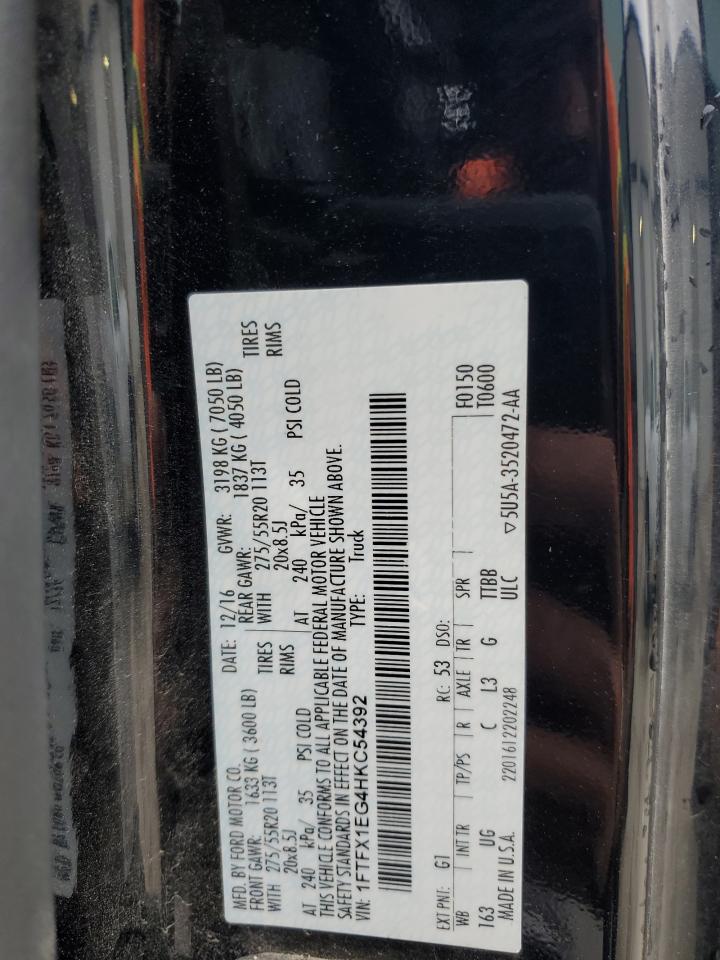 MFD. BY FORD MOTOR CO. DATE: 12/16 GVWR: 3198 KG ( 7050 LB)
FRONT GAWR: 1633 KG ( 3600 LB) REAR GAWR: 1837 KG ( 4050 LB)
WITH 275/55R20 113T TIRES WITH 275/55R20 113T TIRES
20x8.5J RIMS 20x8.5J RIMS
AT 240 kPa/ 35 PSI COLD AT 240 kPa/ 35 PSI COLD
THIS VEHICLE CONFORMS TO ALL APPLICABLE FEDERAL MOTOR VEHICLE
SAFETY STANDARDS IN EFFECT ON THE DATE OF MANUFACTURE SHOWN ABOVE.
VIN: 1FTFX1EG4HKC54392 TYPE: Truck
EXT PNT: G1 RC: 53 DSO:
WB INT TR TP/PS R AXLE TR SPR F0150
163 UG C L3 G TTBB T0600
MADE IN U.S.A. 2201612202248 ULC ▽5U5A-3520472-AA